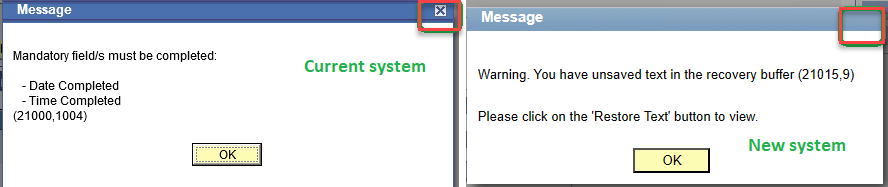 Message
Mandatory field/s must be completed:
- Date Completed
- Time Completed
(21000,1004)
Current system
OK
Message
Warning. You have unsaved text in the recovery buffer (21015,9)
Please click on the 'Restore Text' button to view.
New system
OK